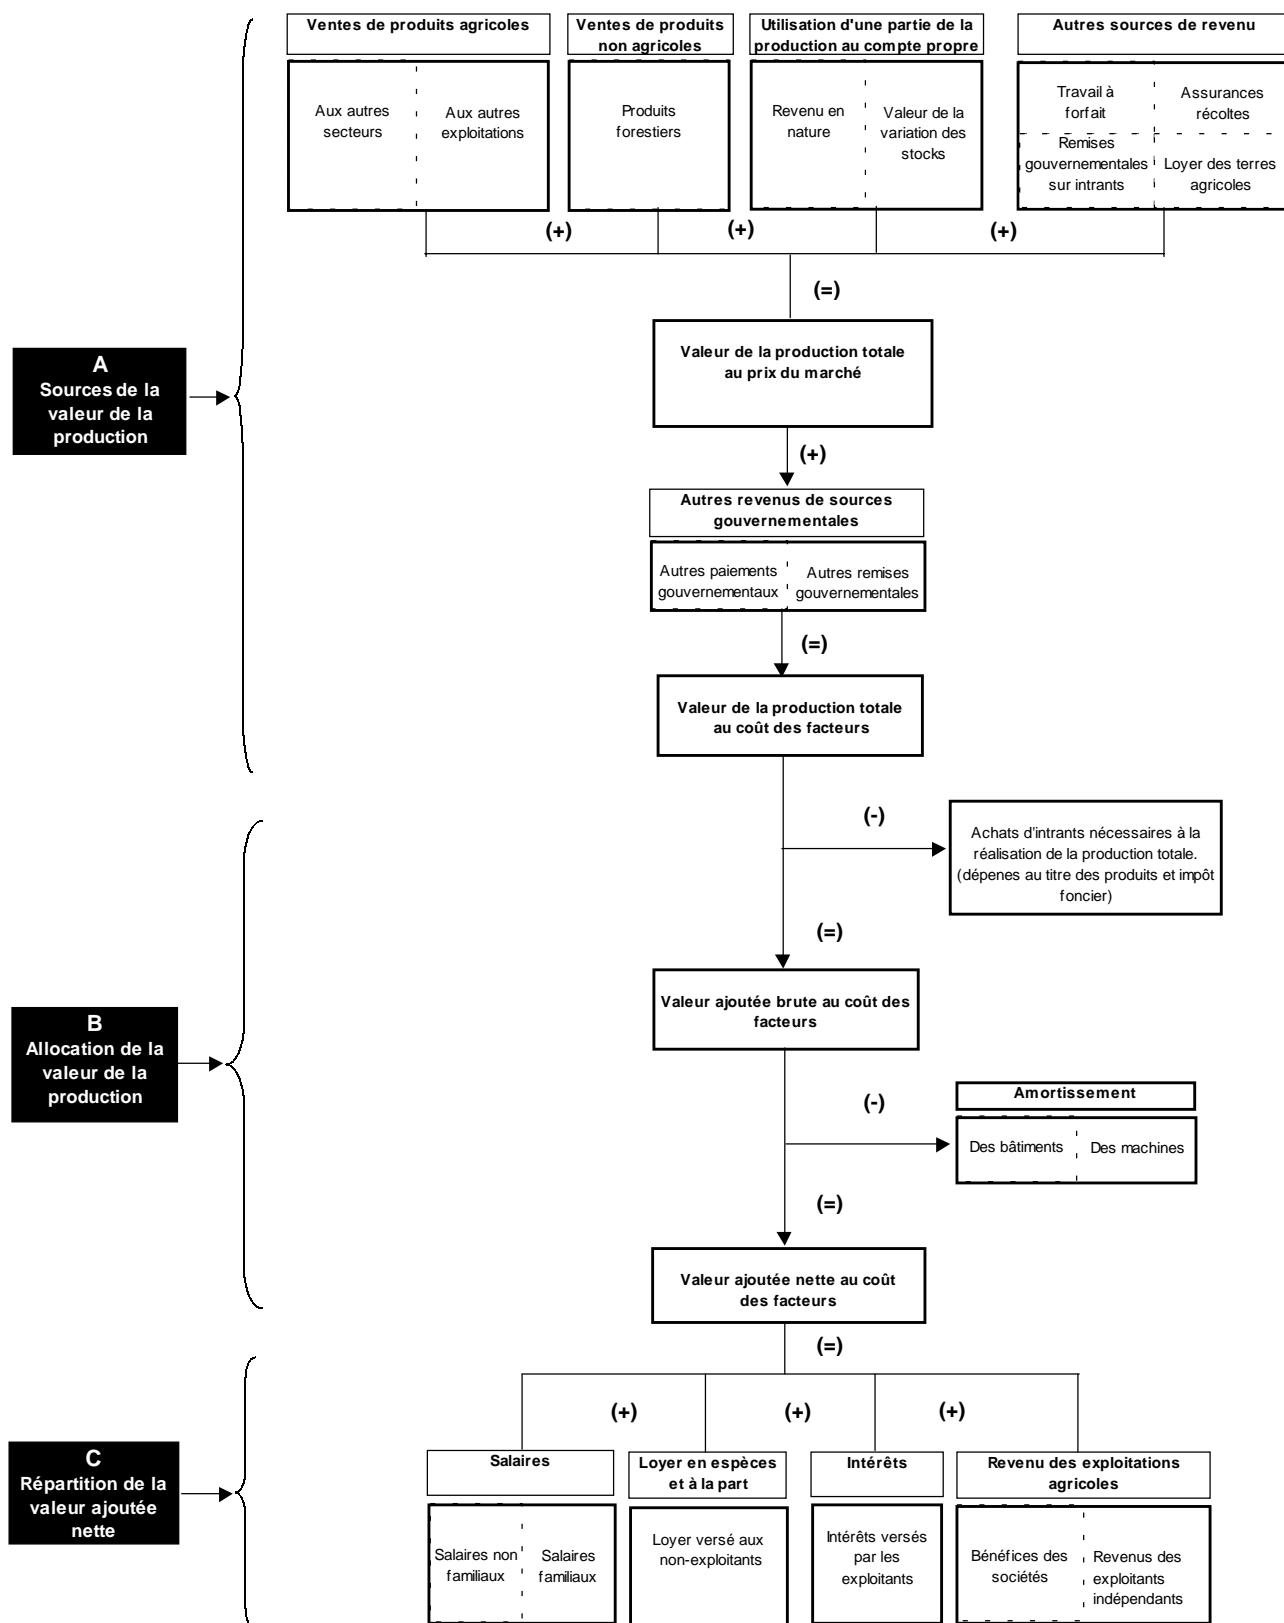 Ventes de produits agricoles
Ventes de produits
non agricoles
Utilisation d'une partie de la
production au compte propre
Autres sources de revenu
Aux autres
secteurs
Aux autres
exploitations
Produits
forestiers
Revenu en
nature
Valeur de la
variation des
stocks
Travail à
forfait
Assurances
récoltes
Remises
gouvernementales
sur intrants
Loyer des terres
agricoles
(+)
(+)
(+)
(=)
A
Sources de la
valeur de la
production
Valeur de la production totale
au prix du marché
(+)
Autres revenus de sources
gouvernementales
Autres paiements
gouvernementaux
Autres remises
gouvernementales
(=)
Valeur de la production totale
au coût des facteurs
(-)
Achats d'intrants nécessaires à la
réalisation de la production totale.
(dépenes au titre des produits et impôt
foncier)
(=)
B
Allocation de la
valeur de la
production
Valeur ajoutée brute au coût des
facteurs
(-)
Amortissement
Des bâtiments
Des machines
(=)
Valeur ajoutée nette au coût
des facteurs
(=)
(+)
(+)
(+)
C
Répartition de la
valeur ajoutée
nette
Salaires
Loyer en espèces
et à la part
Intérêts
Revenu des exploitations
agricoles
Salaires non
familiaux
Salaires
familiaux
Loyer versé aux
non-exploitants
Intérêts versés
par les
exploitants
Bénéfices des
sociétés
Revenus des
exploitants
indépendants